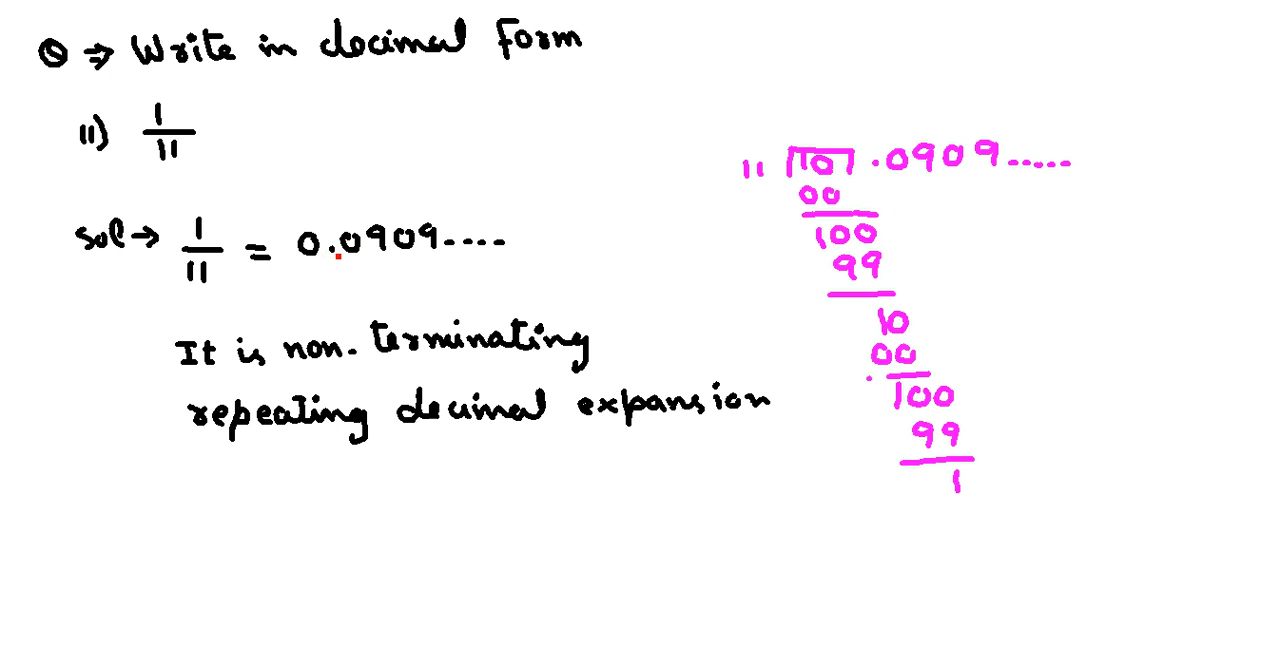 Q ⇒ Write in decimal form
11) 1/11
Sol → 1/11 = 0.0909....
It is non-terminating
repeating decimal expansion
11 10 .0909.....
00
100
99
10
00
100
99
1